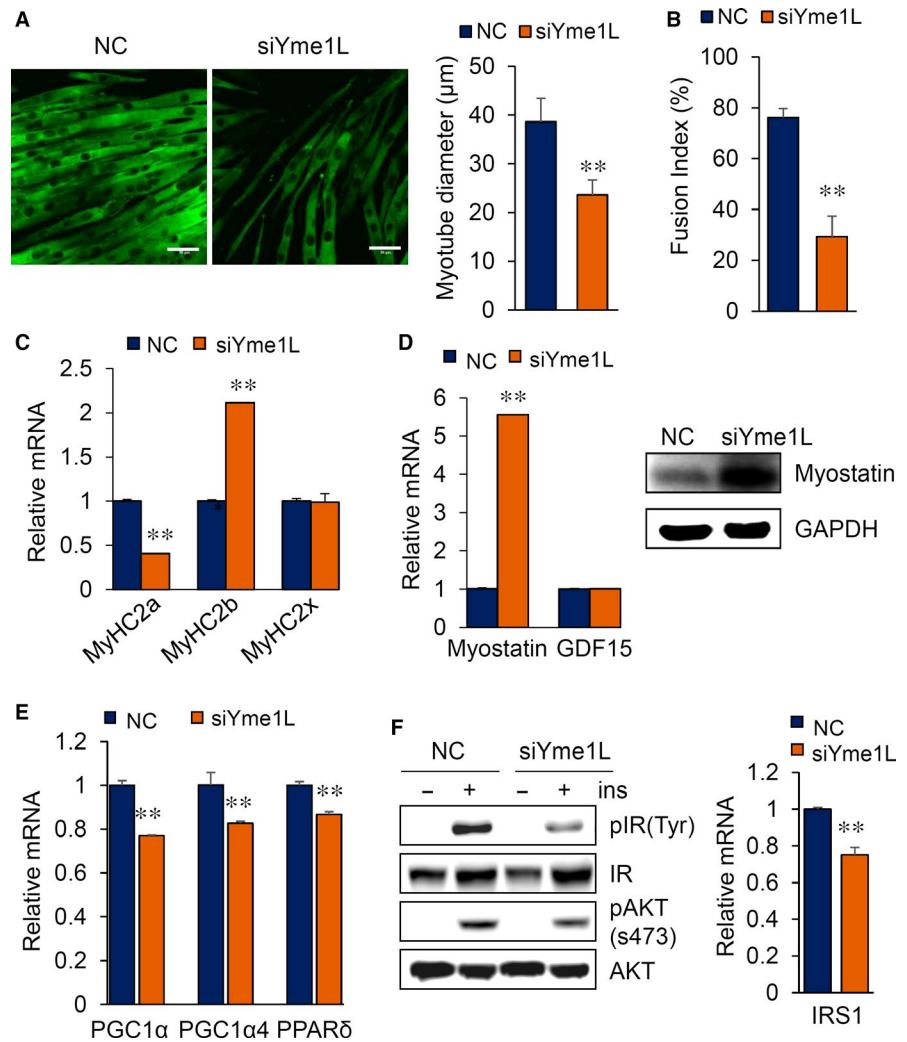 A
NC
siYme1L
NC siYme1L
Motube diameter (µm)
50
40
30
20
10
0
**
B
NC siYme1L
Fusion Index (%)
100
80
60
40
20
0
**
C
NC siYme1L
Relative mRNA
2.5
2
1.5
1
0.5
0
**
*
**
MyHC2a
MyHC2b
MyHC2x
D
NC siYme1L
Relative mRNA
6
5
4
3
2
1
0
**
Myostatin GDF15
NC siYme1L
Myostatin
GAPDH
E
NC siYme1L
Relative mRNA
1.2
1
0.8
0.6
0.4
0.2
0
**
**
**
PGC1α PGC1α4 PPARδ
F
NC siYme1L
– + – + ins
pIR(Tyr)
IR
pAKT
(s473)
AKT
NC
siYme1L
Relative mRNA
1.2
1
0.8
0.6
0.4
0.2
0
**
IRS1